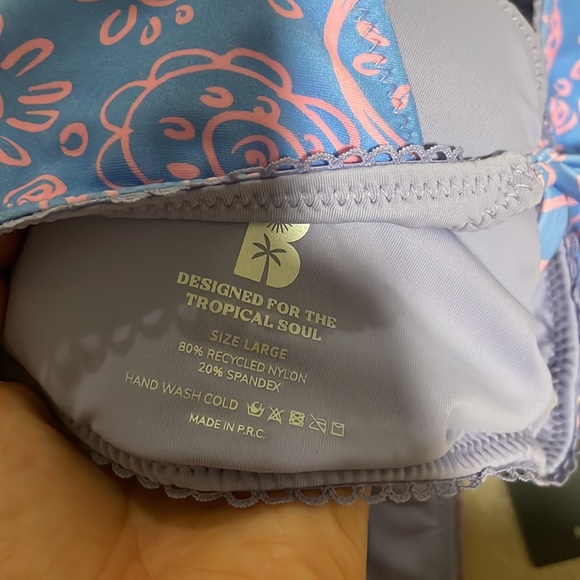 B
DESIGNED FOR THE
TROPICAL SOUL
SIZE LARGE
80% RECYCLED NYLON
20% SPANDEX
HAND WASH COLD
MADE IN P.R.C.